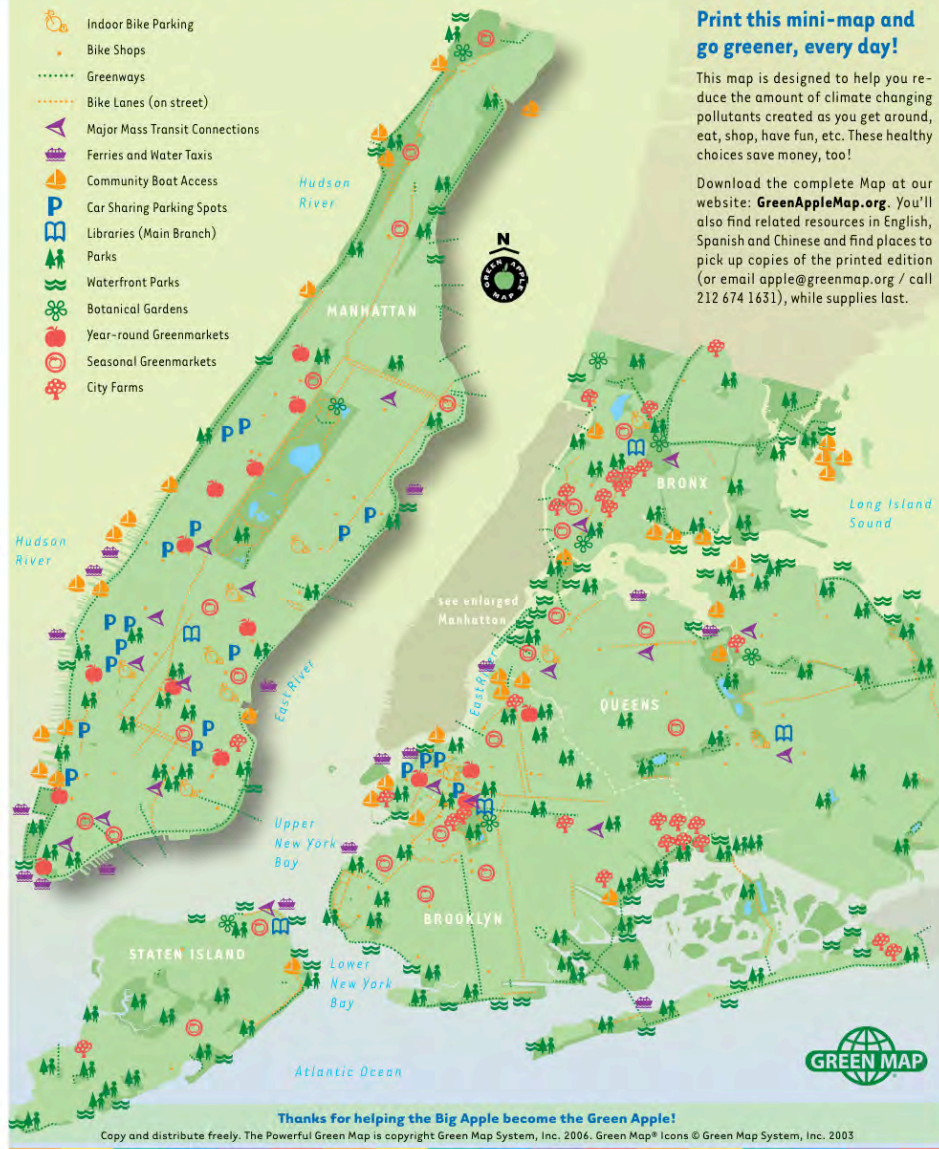 Indoor Bike Parking
Bike Shops
Greenways
Bike Lanes (on street)
Major Mass Transit Connections
Ferries and Water Taxis
Community Boat Access
P
Car Sharing Parking Spots
Libraries (Main Branch)
Parks
Waterfront Parks
Botanical Gardens
Year-round Greenmarkets
Seasonal Greenmarkets
City Farms
Print this mini-map and
go greener, every day!
This map is designed to help you re-
duce the amount of climate changing
pollutants created as you get around,
eat, shop, have fun, etc. These healthy
choices save money, too!
Download the complete Map at our
website: GreenAppleMap.org. You'll
also find related resources in English,
Spanish and Chinese and find places to
pick up copies of the printed edition
(or email apple@greenmap.org / call
212 674 1631), while supplies last.
N
GREEN APPLE
MAP
Hudson
River
MANHATTAN
P P
P
P
P
P
Hudson
River
P P
P
P
P
P
P
P
P
East River
BRONX
Long Island
Sound
see enlarged
Manhattan
East River
QUEENS
P P
P
P
Upper
New York
Bay
BROOKLYN
STATEN ISLAND
Lower
New York
Bay
Atlantic Ocean
GREEN MAP
®
Thanks for helping the Big Apple become the Green Apple!
Copy and distribute freely. The Powerful Green Map is copyright Green Map System, Inc. 2006. Green Map® Icons © Green Map System, Inc. 2003